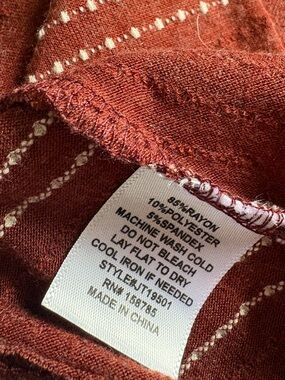 85%RAYON
10%POLYESTER
5%SPANDEX
MACHINE WASH COLD
DO NOT BLEACH
LAY FLAT TO DRY
COOL IRON IF NEEDED
STYLE#JT19501
RN# 158785
MADE IN CHINA